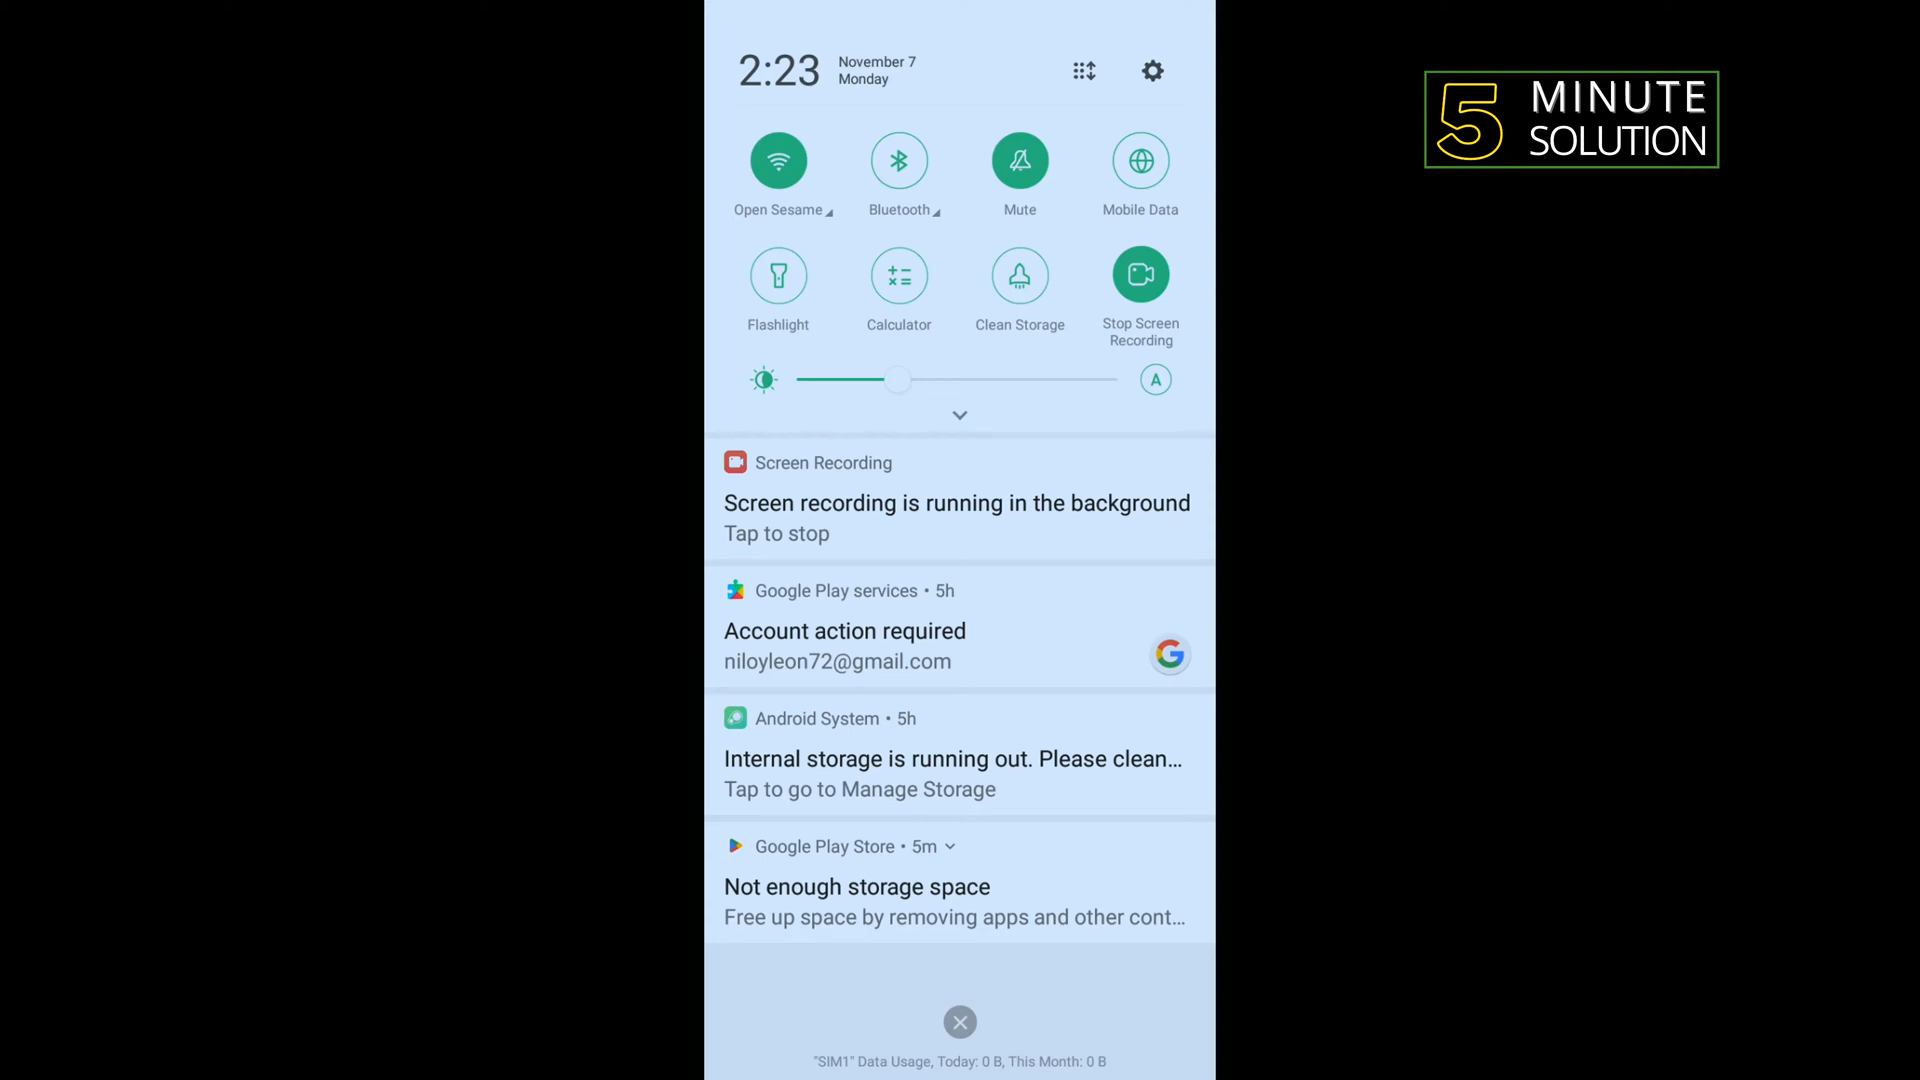 2:23
November 7
Monday
5 MINUTE
SOLUTION
Open Sesame
Bluetooth
Mute
Mobile Data
Flashlight
Calculator
Clean Storage
Stop Screen
Recording
A
Screen Recording
Screen recording is running in the background
Tap to stop
Google Play services • 5h
Account action required
niloyleon72@gmail.com
G
Android System • 5h
Internal storage is running out. Please clean...
Tap to go to Manage Storage
Google Play Store • 5m
Not enough storage space
Free up space by removing apps and other cont...
"SIM1" Data Usage, Today: 0 B, This Month: 0 B